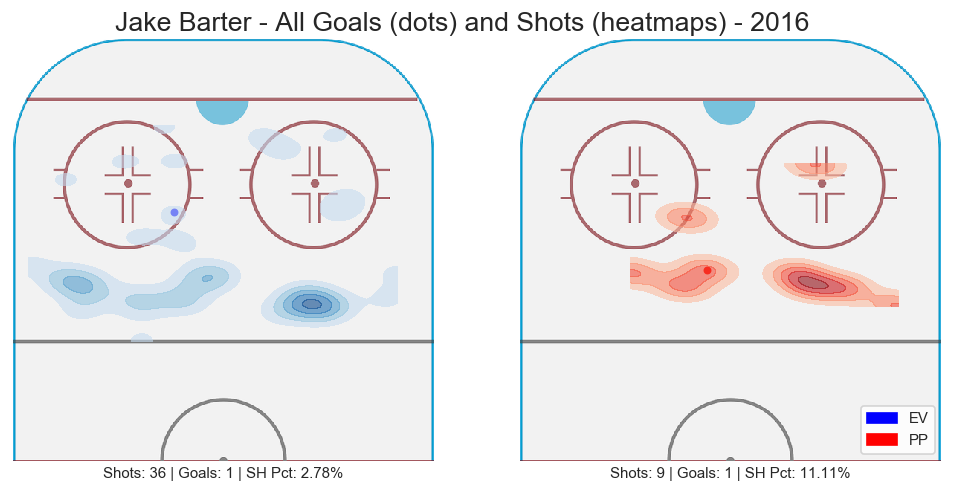 Jake Barter - All Goals (dots) and Shots (heatmaps) - 2016
EV
PP
Shots: 36 | Goals: 1 | SH Pct: 2.78%
Shots: 9 | Goals: 1 | SH Pct: 11.11%